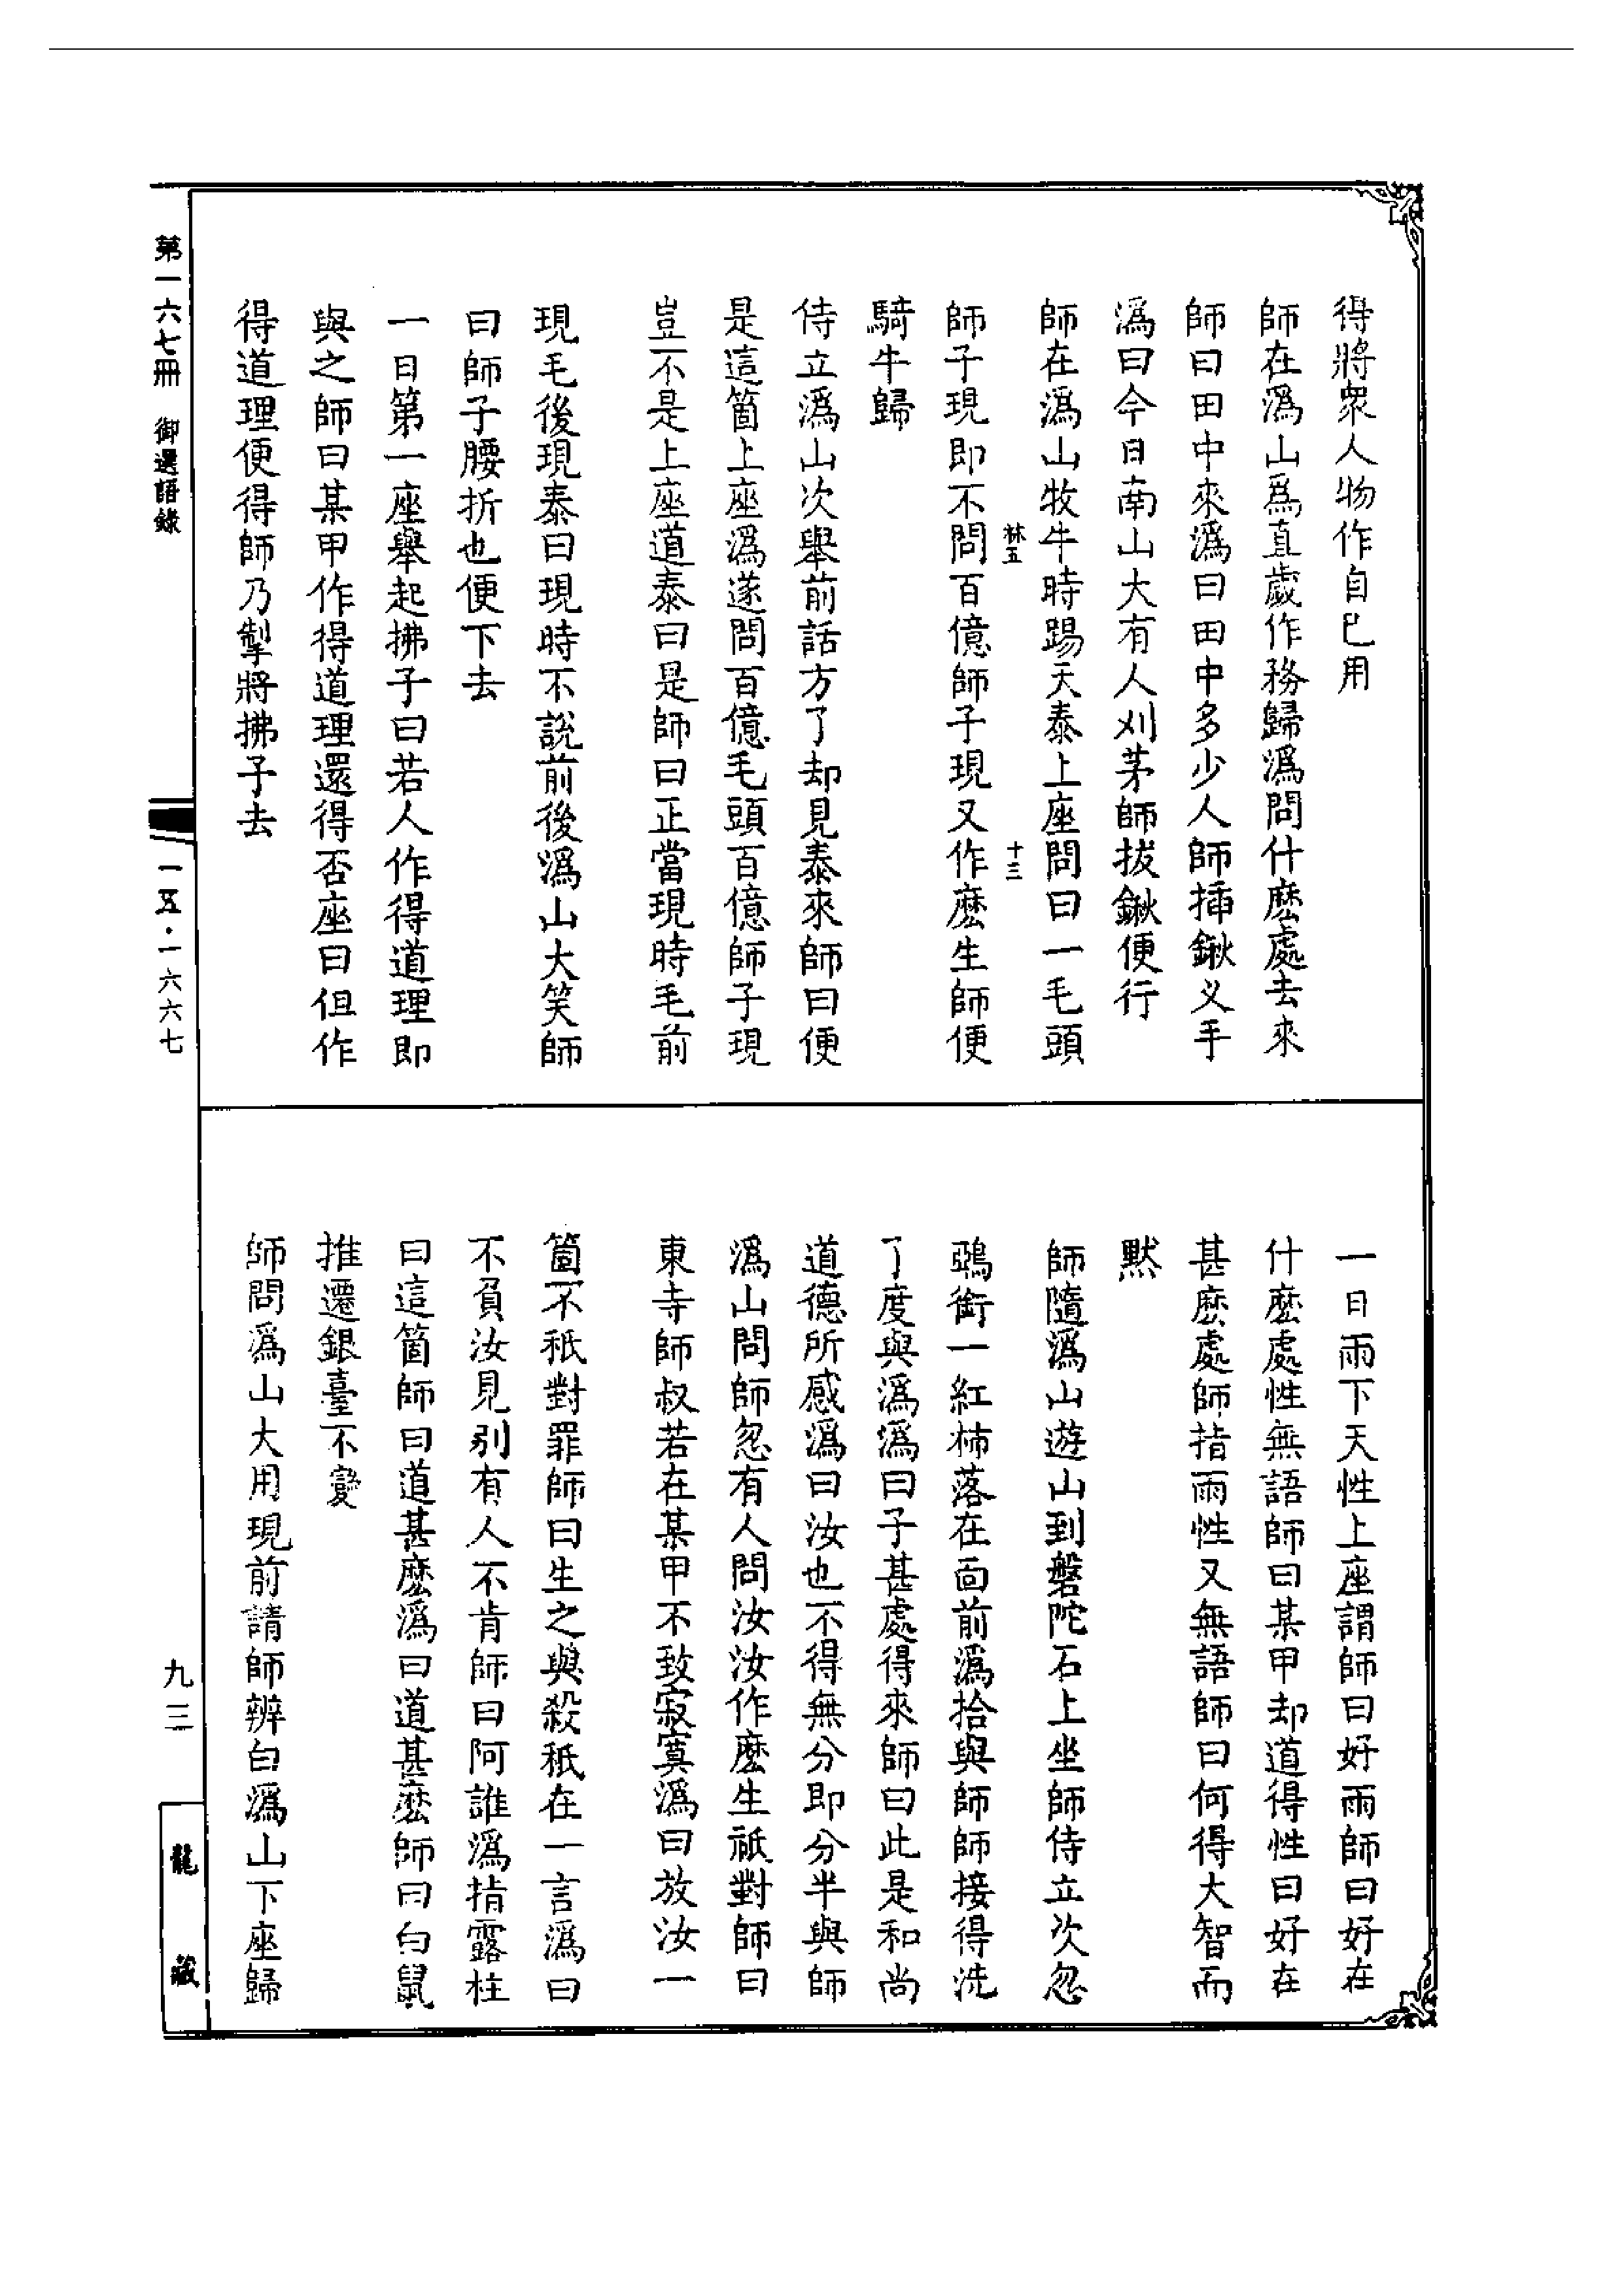 得將衆人物作自已用
師在溈山爲直歲作務歸溈問什麽處去來
師曰田中來溈曰田中多少人師揷鍬义手
溈曰今日南山大有人刈茅師拔鍬便行
師在溈山牧牛時踢天泰上座問曰一毛頭
林五 十三
師子現即不問百億師子現又作麽生師便
騎牛歸
侍立溈山次舉前話方了却見泰來師曰便
是這箇上座溈遂問百億毛頭百億師子現
豈不是上座道泰曰是師曰正當現時毛前
現毛後現泰曰現時不說前後溈山大笑師
曰師子腰折也便下去
一日第一座舉起拂子曰若人作得道理即
與之師曰某甲作得道理還得否座曰但作
得道理便得師乃掣將拂子去
一日雨下天性上座謂師曰好雨師曰好在
什麽處性無語師曰某甲却道得性曰好在
甚麽處師指雨性又無語師曰何得大智而
默
師隨溈山遊山到磐陀石上坐師侍立次忽
鵶銜一紅柿落在面前溈拾與師師接得洗
了度與溈溈曰子甚處得來師曰此是和尚
道德所感溈曰汝也不得無分即分半與師
溈山問師忽有人問汝汝作麽生祇對師曰
東寺師叔若在某甲不致寂寞溈曰放汝一
箇不祇對罪師曰生之與殺秖在一言溈曰
不負汝見别有人不肯師曰阿誰溈指露柱
曰這箇師曰道甚麽溈曰道甚麽師曰白鼠
推遷銀臺不變
師問溈山大用現前請師辨白溈山下座歸
第一六七冊 御選語錄
一五·一六六七
九三
龍藏